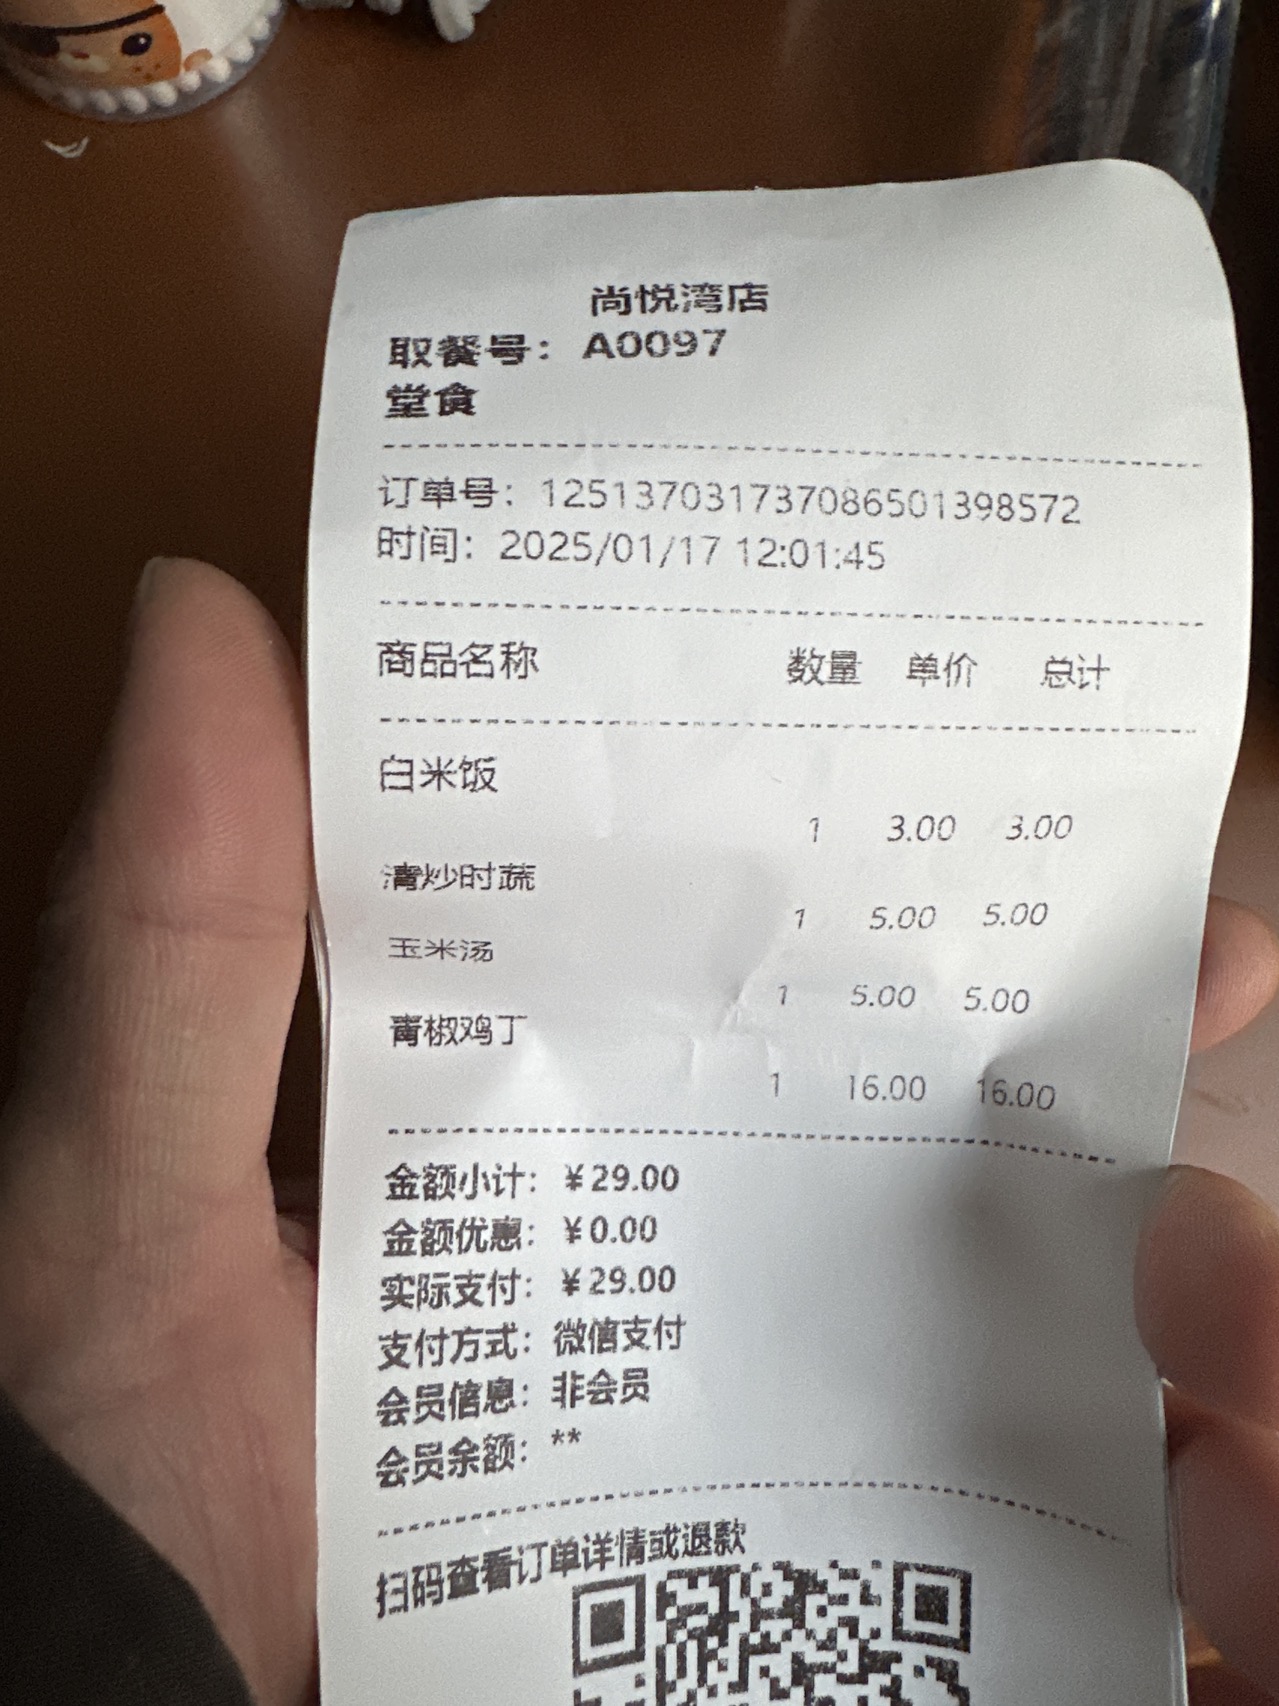 尚悦湾店
取餐号：A0097
堂食
订单号：1251370317370865013985​72
时间：2025/01/17 12:01:45
商品名称 数量 单价 总计
白米饭
1 3.00 3.00
清炒时蔬
1 5.00 5.00
玉米汤
1 5.00 5.00
青椒鸡丁
1 16.00 16.00
金额小计：￥29.00
金额优惠：￥0.00
实际支付：￥29.00
支付方式：微信支付
会员信息：非会员
会员余额：**
扫码查看订单详情或退款